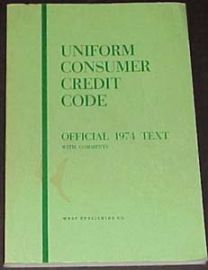 UNIFORM
CONSUMER
CREDIT
CODE
OFFICIAL 1974 TEXT
WITH COMMENTS
WEST PUBLISHING CO.